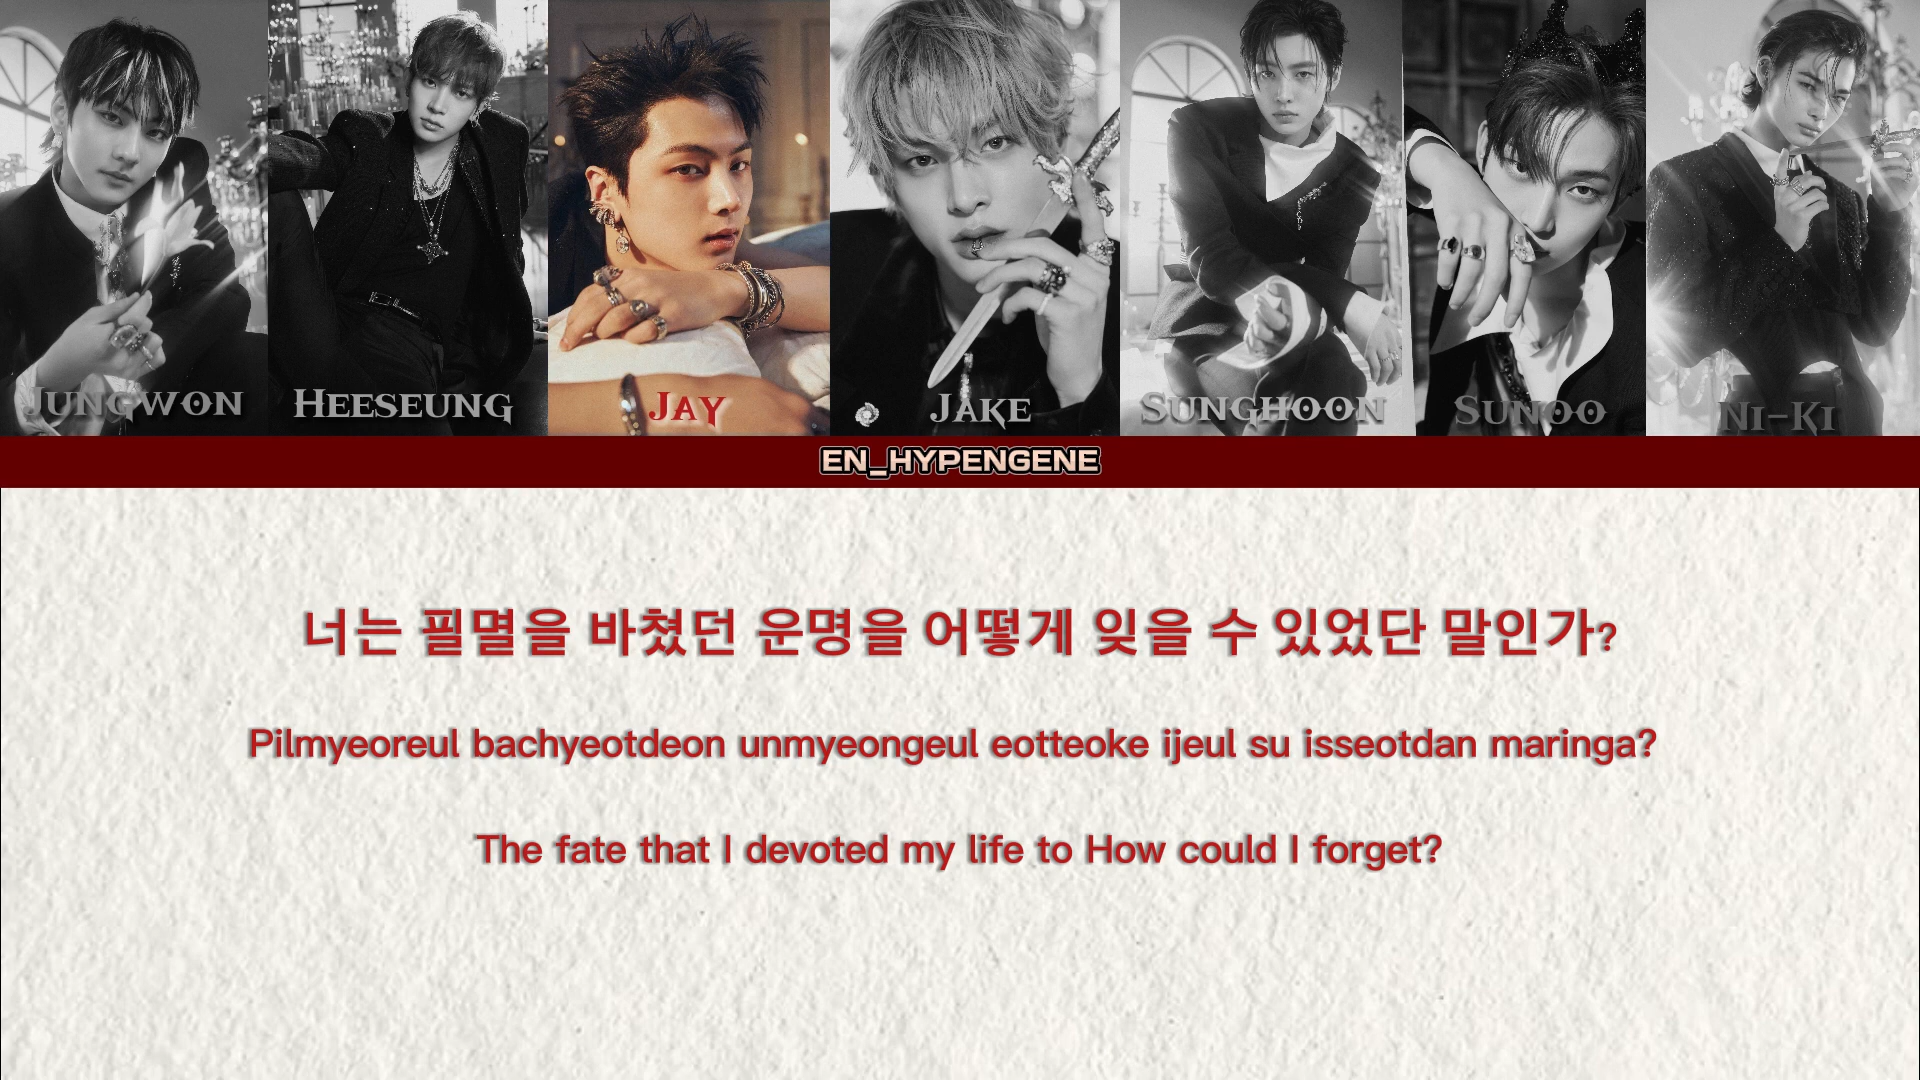 Jungwon
Heeseung
Jay
Jake
Sunghoon
Sunoo
Ni-Ki
EN_HYPENGENE
너는 필멸을 바쳤던 운명을 어떻게 잊을 수 있었단 말인가?
Pilmyeoreul bachyeotdeon unmyeongeul eotteoke ijeul su isseotdan maringa?
The fate that I devoted my life to How could I forget?